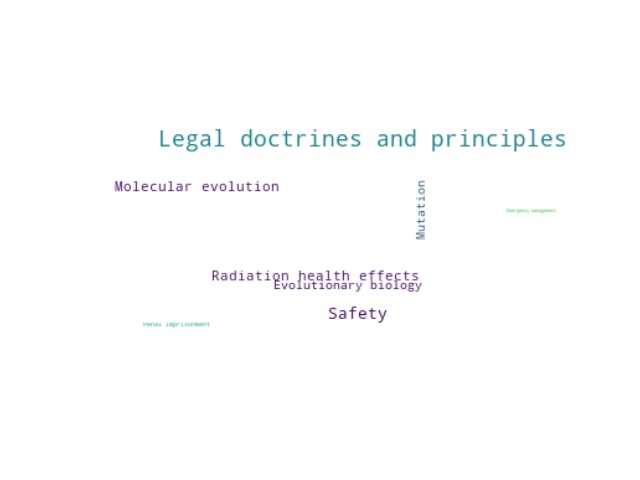 Legal doctrines and principles
Molecular evolution
Mutation
Emergency management
Radiation health effects
Evolutionary biology
Safety
Penal imprisonment